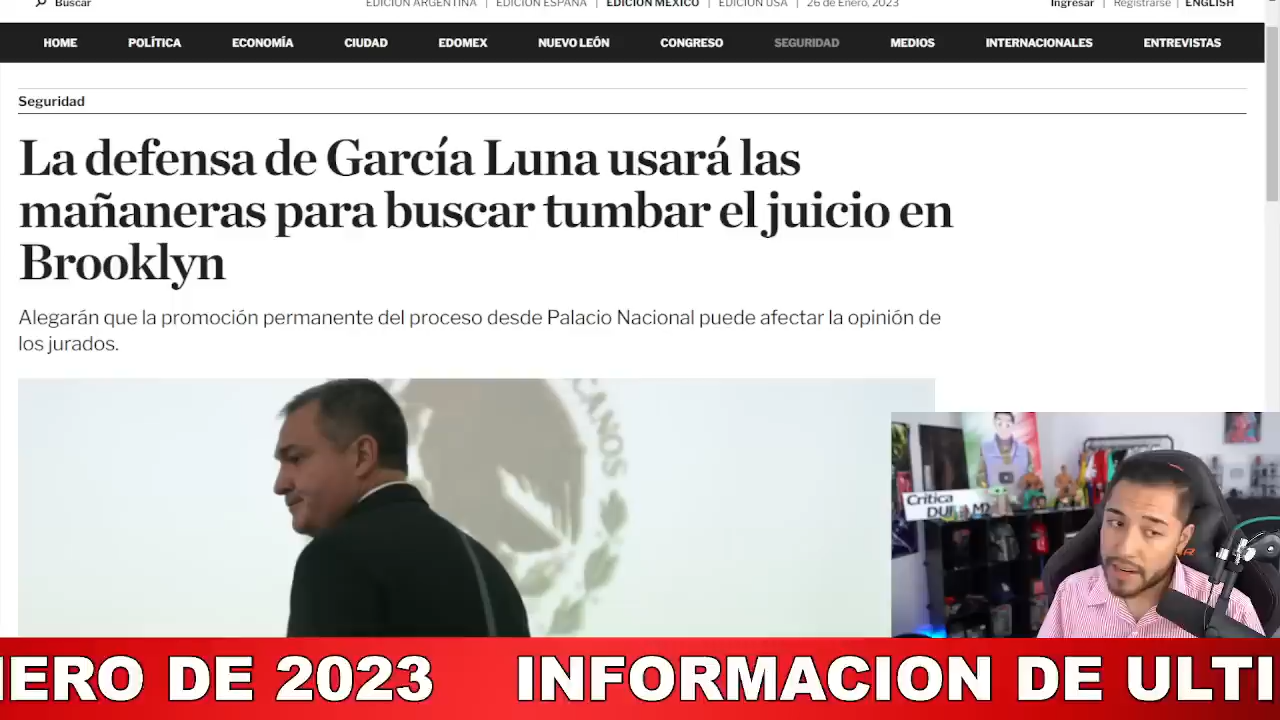 Buscar
EDICIÓN ARGENTINA | EDICIÓN ESPAÑA | EDICIÓN MÉXICO | EDICIÓN USA | 26 de Enero, 2023
Ingresar | Registrarse | ENGLISH
HOME POLÍTICA ECONOMÍA CIUDAD EDOMEX NUEVO LEÓN CONGRESO SEGURIDAD MEDIOS INTERNACIONALES ENTREVISTAS
Seguridad
La defensa de García Luna usará las
mañaneras para buscar tumbar el juicio en
Brooklyn
Alegarán que la promoción permanente del proceso desde Palacio Nacional puede afectar la opinión de
los jurados.
CANOS
Crítica
NERO DE 2023 INFORMACION DE ULTI